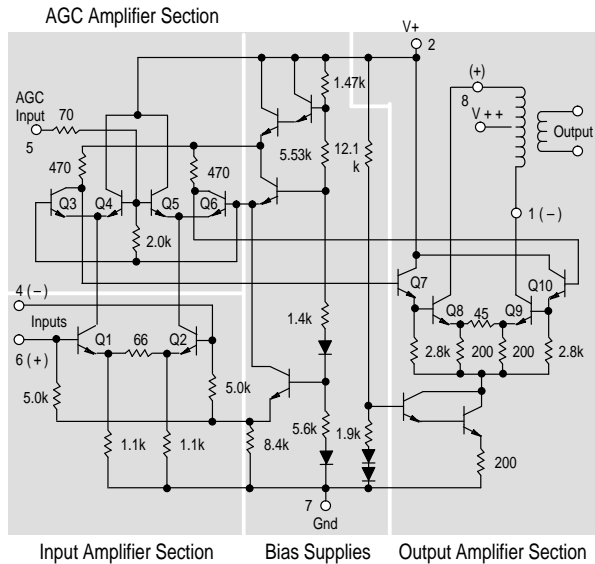 AGC Amplifier Section
V+
2
1.47k
(+)
8
AGC
Input
5
70
V + +
Output
5.53k
12.1
k
470
470
Q3
Q4
Q5
Q6
2.0k
1 ( – )
4 (–)
Q7
Q10
Q8
45
Q9
Inputs
6 (+)
Q1
66
Q2
1.4k
2.8k
200
200
2.8k
5.0k
5.0k
1.1k
1.1k
8.4k
5.6k
1.9k
200
7
Gnd
Input Amplifier Section
Bias Supplies
Output Amplifier Section